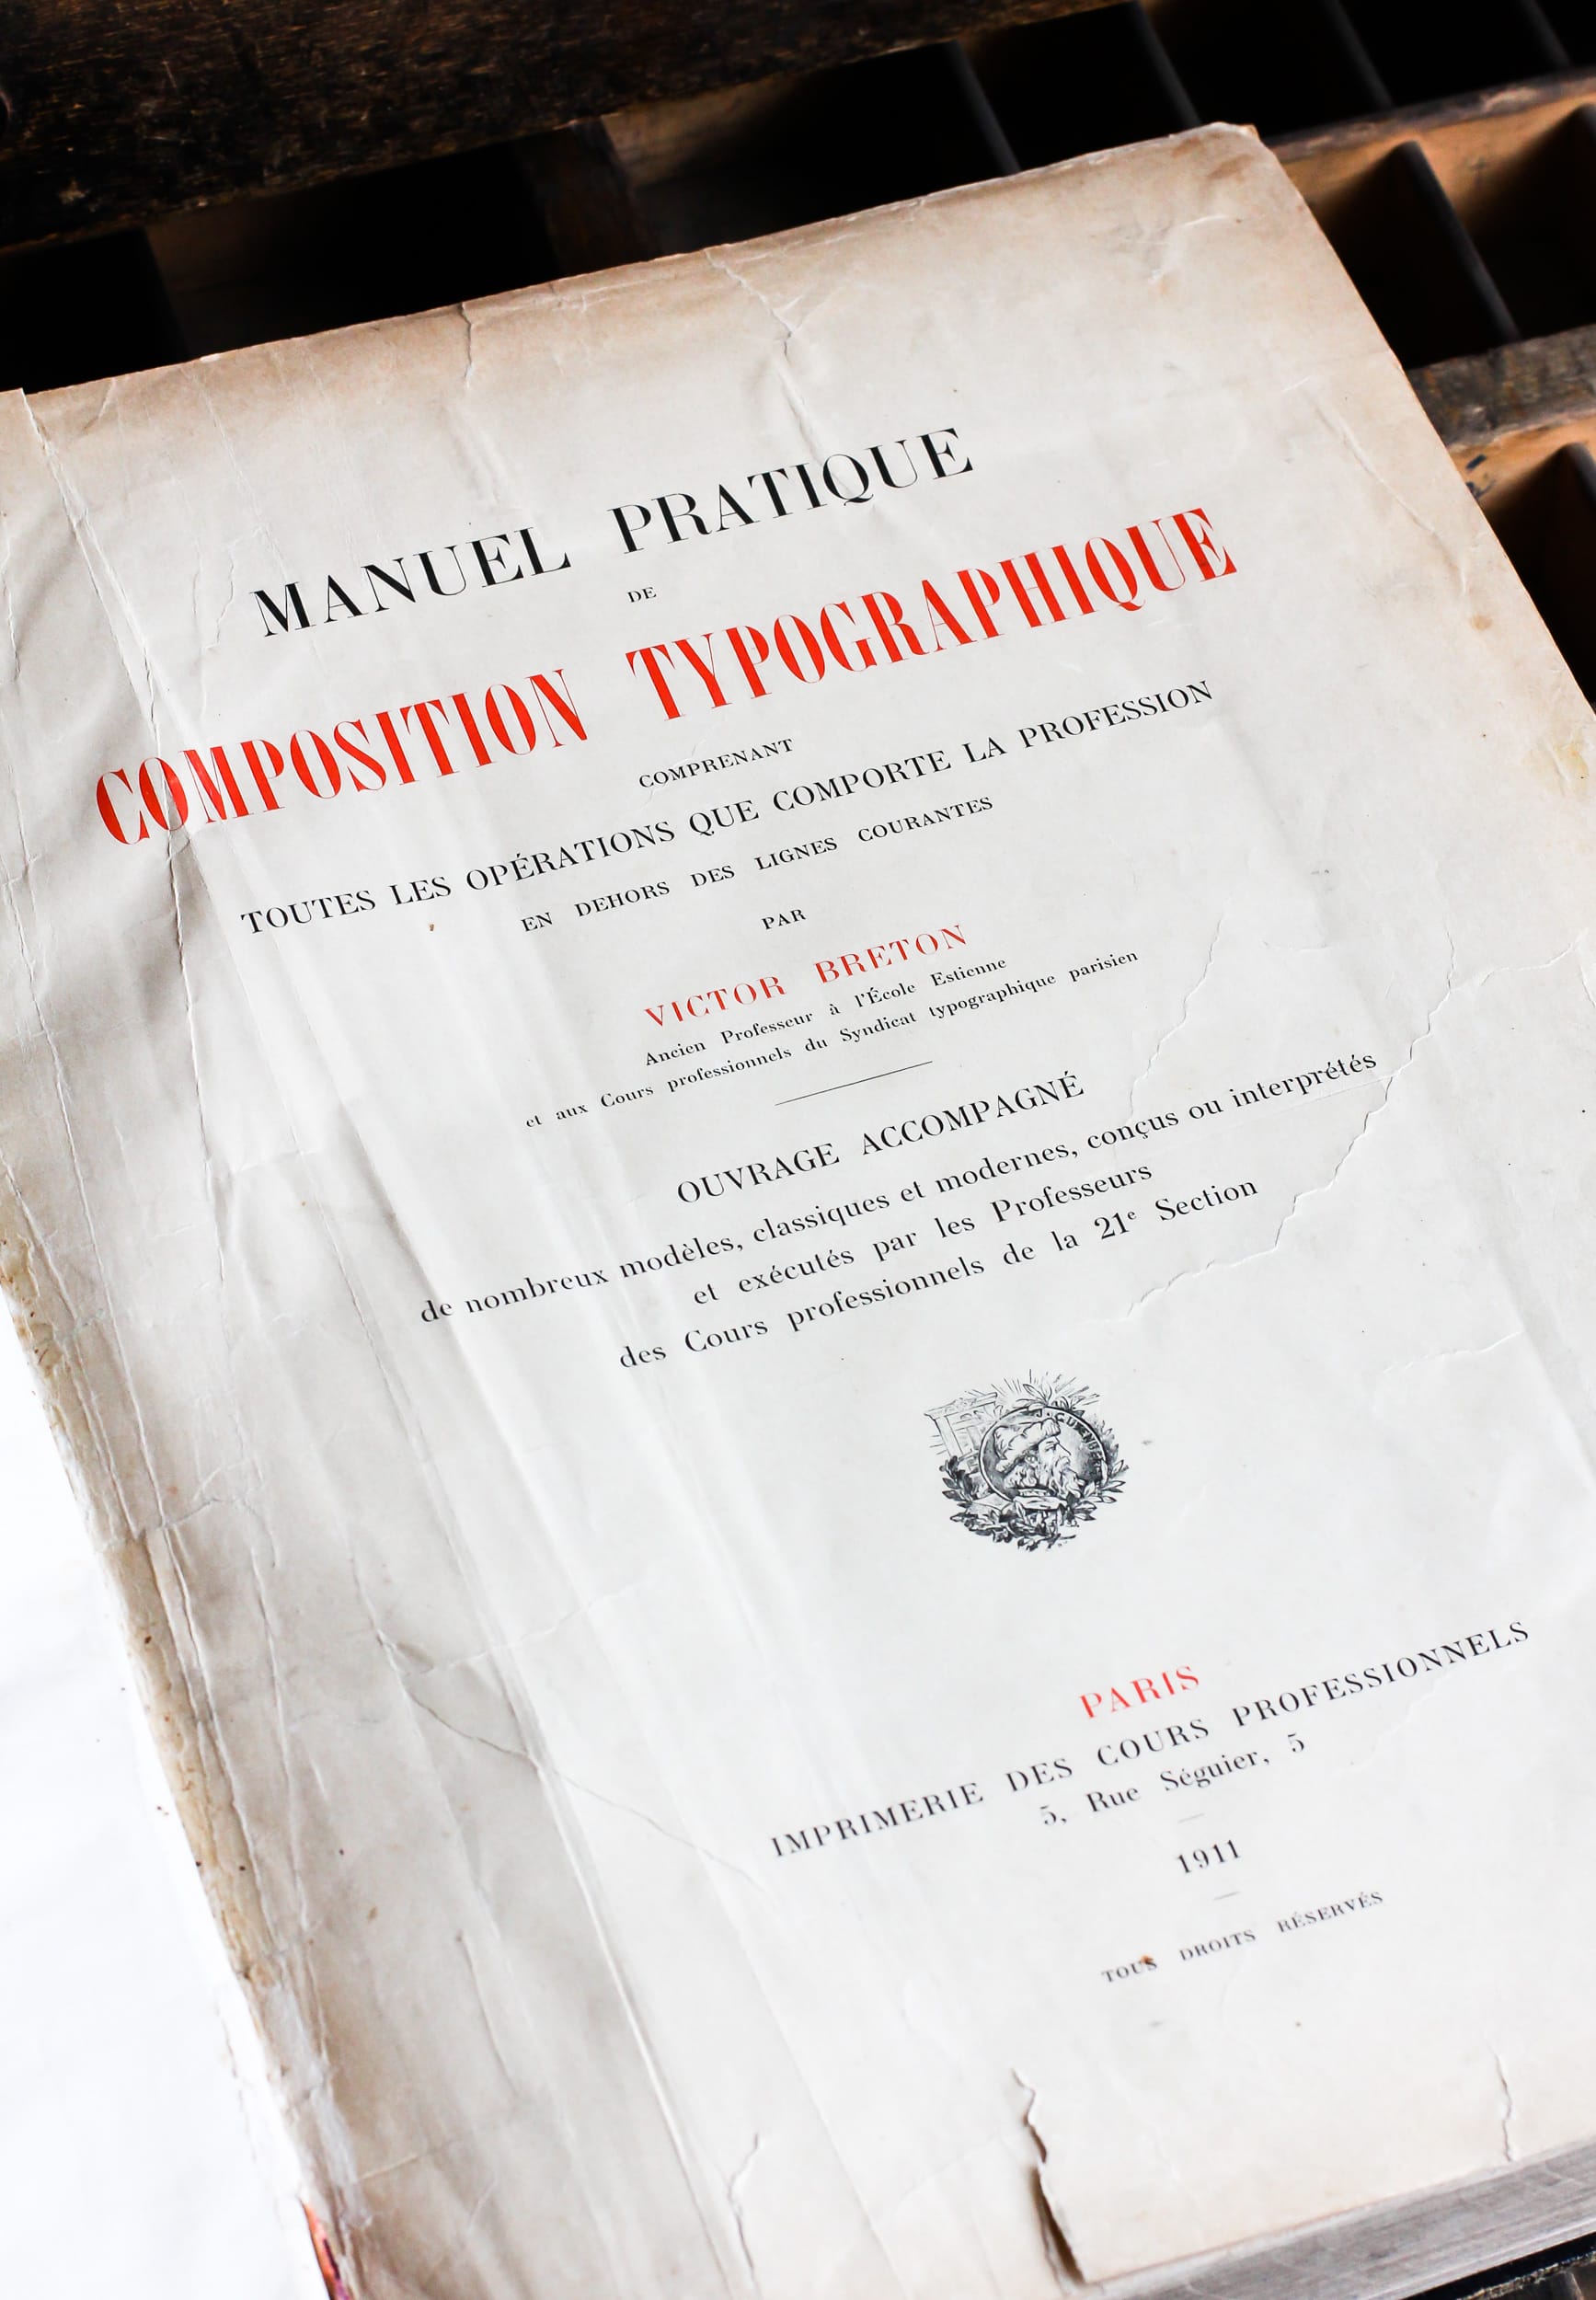 MANUEL PRATIQUE
DE
COMPOSITION TYPOGRAPHIQUE
COMPRENANT
TOUTES LES OPÉRATIONS QUE COMPORTE LA PROFESSION
EN DEHORS DES LIGNES COURANTES
PAR
VICTOR BRETON
Ancien Professeur à l'École Estienne
et aux Cours professionnels du Syndicat typographique parisien
OUVRAGE ACCOMPAGNÉ
de nombreux modèles, classiques et modernes, conçus ou interprétés
et exécutés par les Professeurs
des Cours professionnels de la 21e Section
J. GUTENBERG
PARIS
IMPRIMERIE DES COURS PROFESSIONNELS
5, Rue Séguier, 5
1911
TOUS DROITS RÉSERVÉS